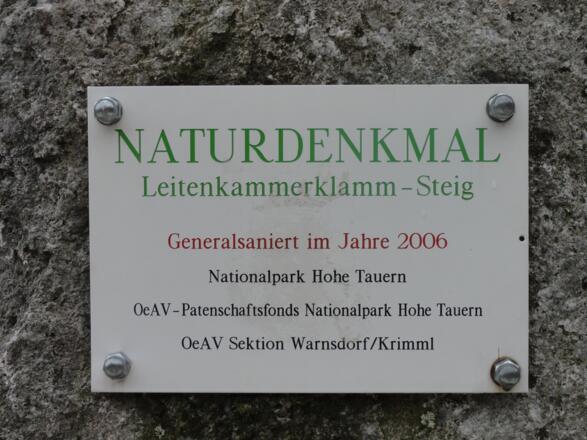 NATURDENKMAL
Leitenkammerklamm-Steig
Generalsaniert im Jahre 2006
Nationalpark Hohe Tauern
OeAV-Patenschaftsfonds Nationalpark Hohe Tauern
OeAV Sektion Warnsdorf/Krimml